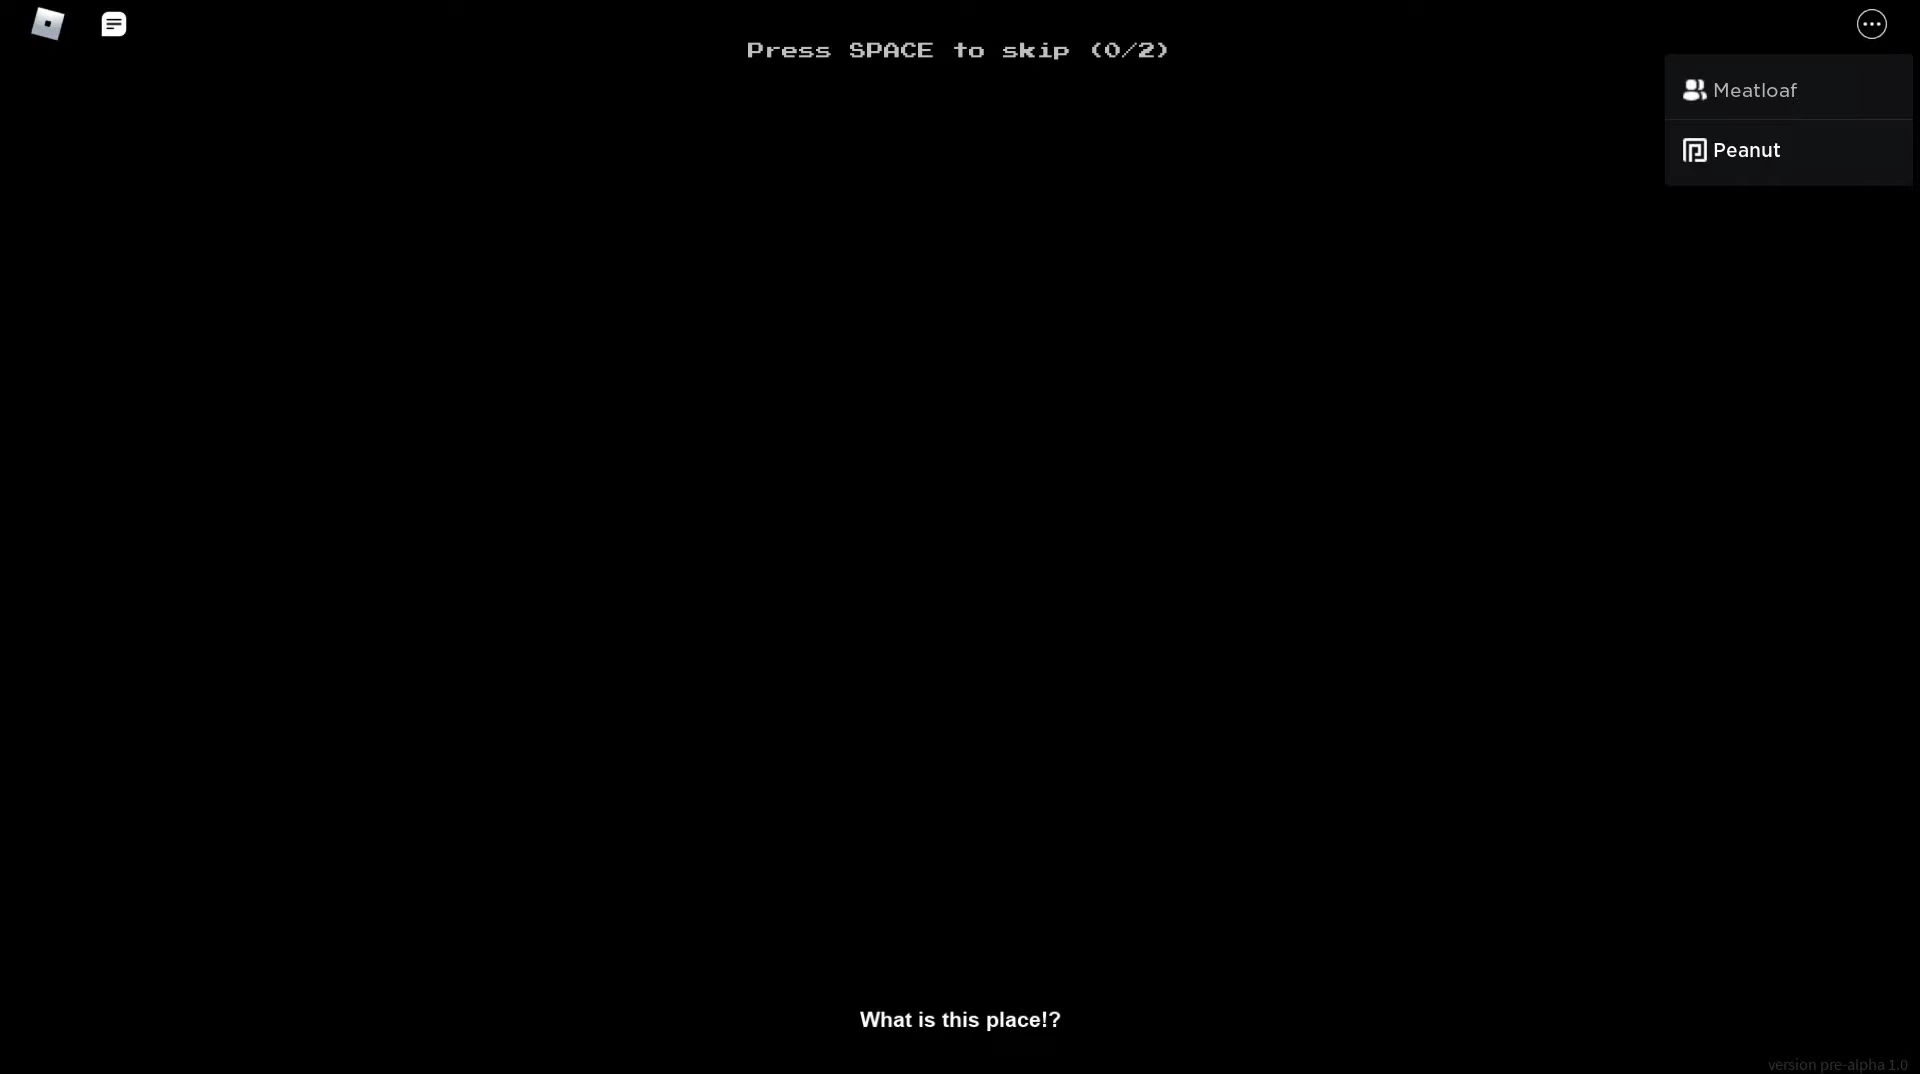 Press SPACE to skip (0/2)
Meatloaf
Peanut
What is this place!?
version pre-alpha 1.0